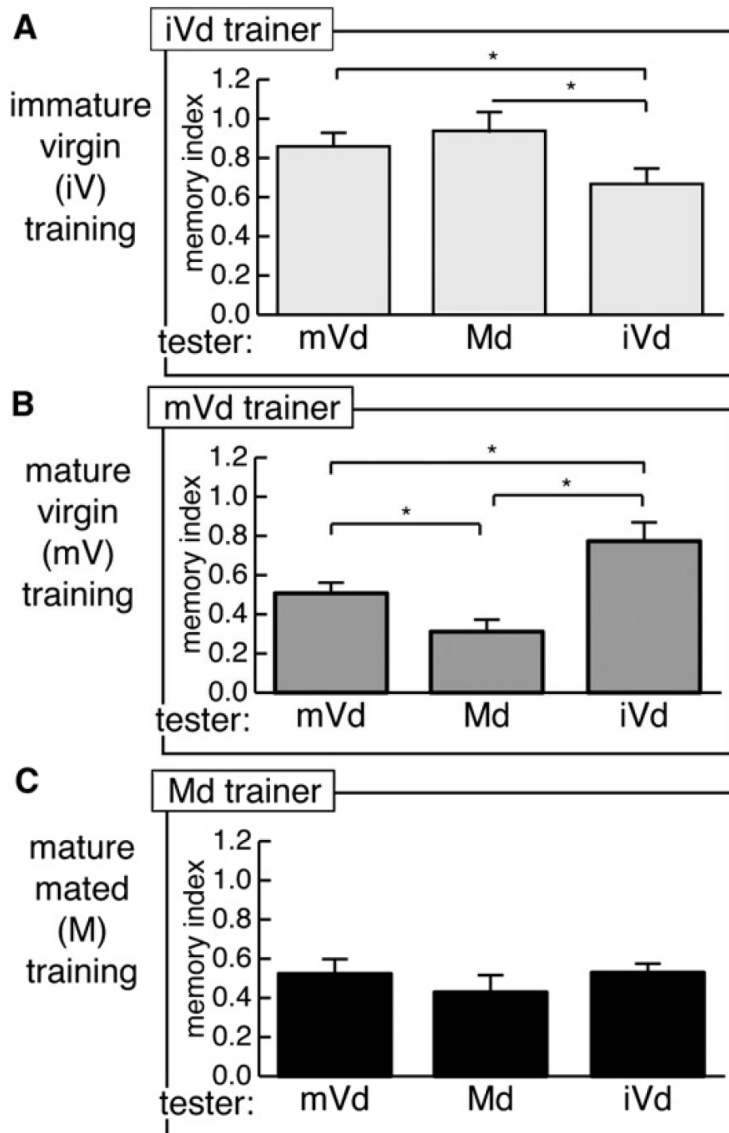 A
iVd trainer
immature
virgin
(iV)
training
memory index
1.2
1.0
0.8
0.6
0.4
0.2
0.0
*
*
tester: mVd Md iVd
B
mVd trainer
mature
virgin
(mV)
training
memory index
1.2
1.0
0.8
0.6
0.4
0.2
0.0
*
*
*
tester: mVd Md iVd
C
Md trainer
mature
mated
(M)
training
memory index
1.2
1.0
0.8
0.6
0.4
0.2
0.0
tester: mVd Md iVd